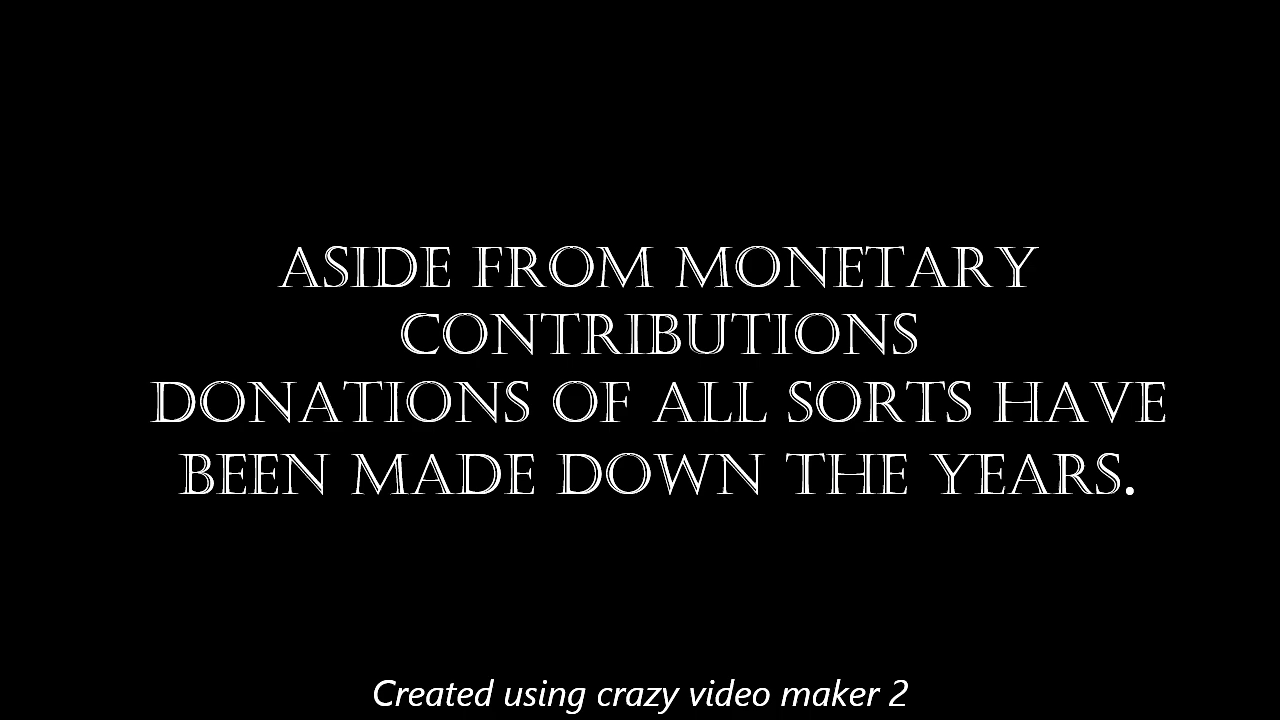 ASIDE FROM MONETARY
CONTRIBUTIONS
DONATIONS OF ALL SORTS HAVE
BEEN MADE DOWN THE YEARS.
Created using crazy video maker 2